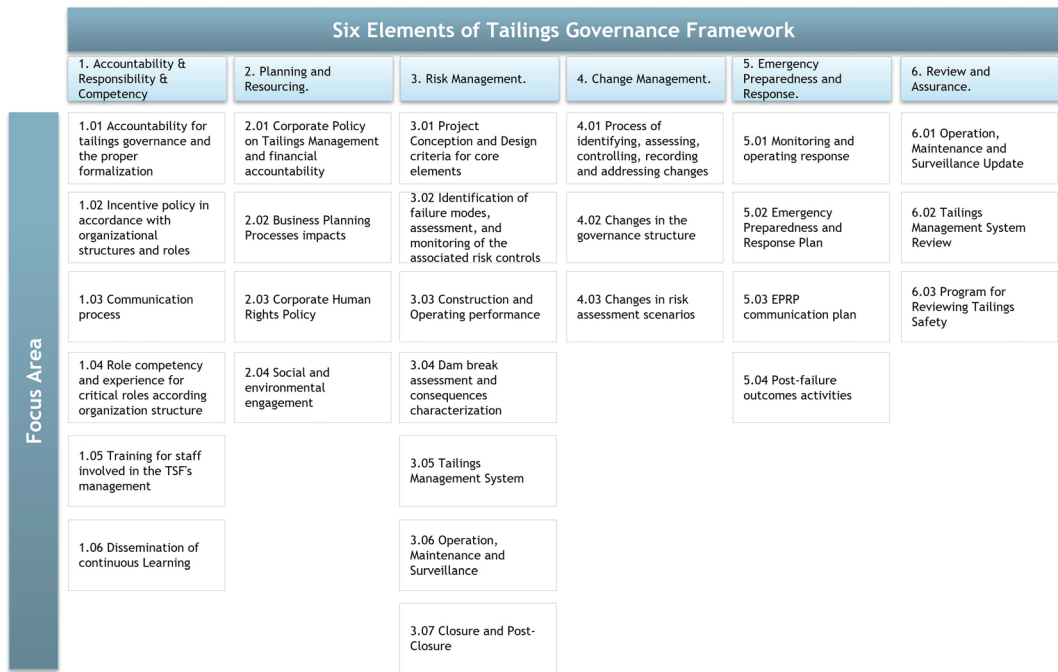 Six Elements of Tailings Governance Framework
1. Accountability &
Responsibility &
Competency
2. Planning and
Resourcing.
3. Risk Management.
4. Change Management.
5. Emergency
Preparedness and
Response.
6. Review and
Assurance.
Focus Area
1.01 Accountability for
tailings governance and
the proper
formalization
2.01 Corporate Policy
on Tailings Management
and financial
accountability
3.01 Project
Conception and Design
criteria for core
elements
4.01 Process of
identifying, assessing,
controlling, recording
and addressing changes
5.01 Monitoring and
operating response
6.01 Operation,
Maintenance and
Surveillance Update
1.02 Incentive policy in
accordance with
organizational
structures and roles
2.02 Business Planning
Processes impacts
3.02 Identification of
failure modes,
assessment, and
monitoring of the
associated risk controls
4.02 Changes in the
governance structure
5.02 Emergency
Preparedness and
Response Plan
6.02 Tailings
Management System
Review
1.03 Communication
process
2.03 Corporate Human
Rights Policy
3.03 Construction and
Operating performance
4.03 Changes in risk
assessment scenarios
5.03 EPRP
communication plan
6.03 Program for
Reviewing Tailings
Safety
1.04 Role competency
and experience for
critical roles according
organization structure
2.04 Social and
environmental
engagement
3.04 Dam break
assessment and
consequences
characterization
5.04 Post-failure
outcomes activities
1.05 Training for staff
involved in the TSF's
management
3.05 Tailings
Management System
1.06 Dissemination of
continuous Learning
3.06 Operation,
Maintenance and
Surveillance
3.07 Closure and Post-
Closure